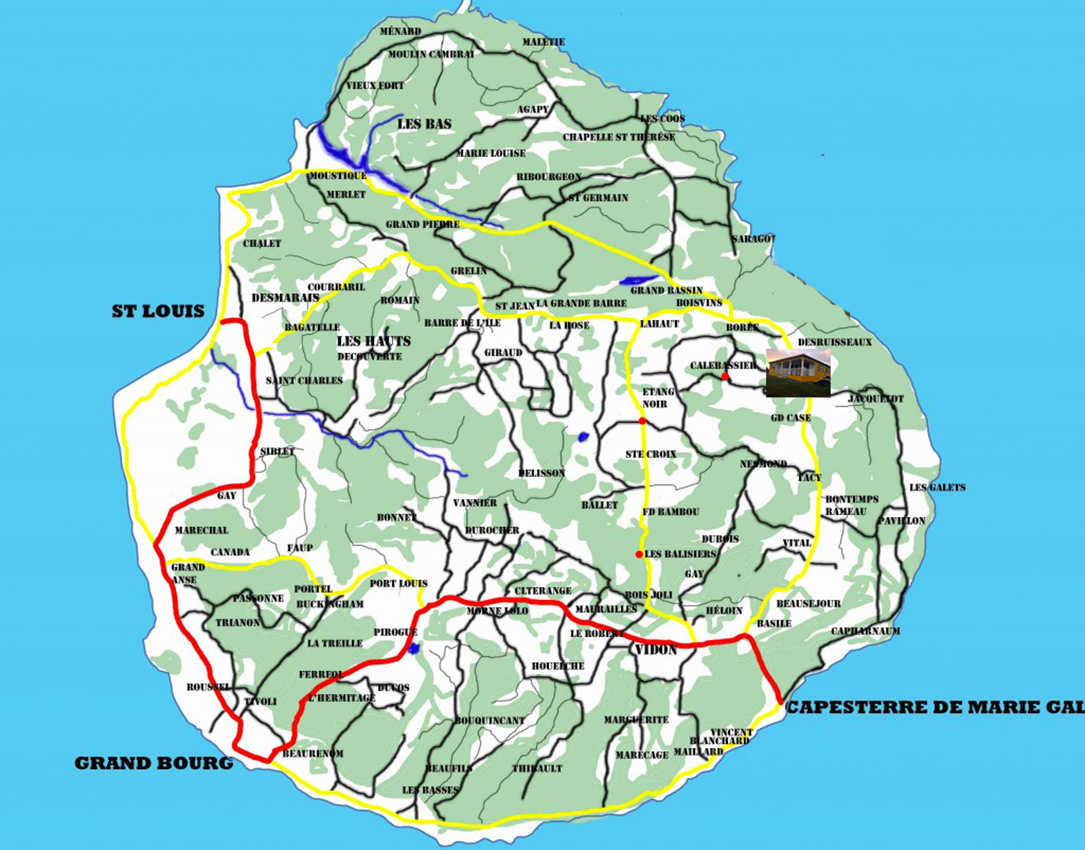 MÉNARD
MALÉTIE
MOULIN CAMBRAI
VIEUX FORT
AGAPY
LES COOS
LES BAS
CHAPELLE ST THÉRÈSE
MARIE LOUISE
MOUSTIQUE
RIBOURGEON
MERLET
ST GERMAIN
GRAND PIERRE
CHALET
SARAGOT
GRELIN
COURBARIL
DESMARAIS
ROMAIN
GRAND BASSIN
ST JEAN
LA GRANDE BARRE
BOISVINS
ST LOUIS
BAGATELLE
BARRE DE L'ILE
LA ROSE
LAHAUT
BORÉE
LES HAUTS
DESRUISSEAUX
DECOUVERTE
GIRAUD
CALEBASSIER
SAINT CHARLES
ETANG
NOIR
JACQUETOT
GD CASE
SIBLET
STE CROIX
NESMOND
PELISSON
TACY
LES GALETS
GAY
VANNIER
BALLET
FD BAMBOU
BONTEMPS
RAMEAU
BONNET
PAVILLON
MARECHAL
DUROCHER
DUBOIS
VITAL
CANADA
FAUP
LES BALISIERS
GRAND
ANSE
GAY
PORT LOUIS
PORTEL
CLTERANGE
BOIS JOLI
PASSONNE
BUCKINGHAM
MORNE LOLO
MAURAILLES
HÉLOIN
BEAUSEJOUR
TRIANON
BASILE
PIROGUE
LE ROBERT
CAPHARNAUM
LA TREILLE
VIDON
HOUELCHE
FERREOL
ROUSSEL
DUCOS
TIVOLI
L'HERMITAGE
CAPESTERRE DE MARIE GAL
BOUQUINCANT
MARGUERITE
VINCENT
BLANCHARD
MAILLARD
BEAURENOM
MARECAGE
GRAND BOURG
BEAUFILS
THIBAULT
LES BASSES